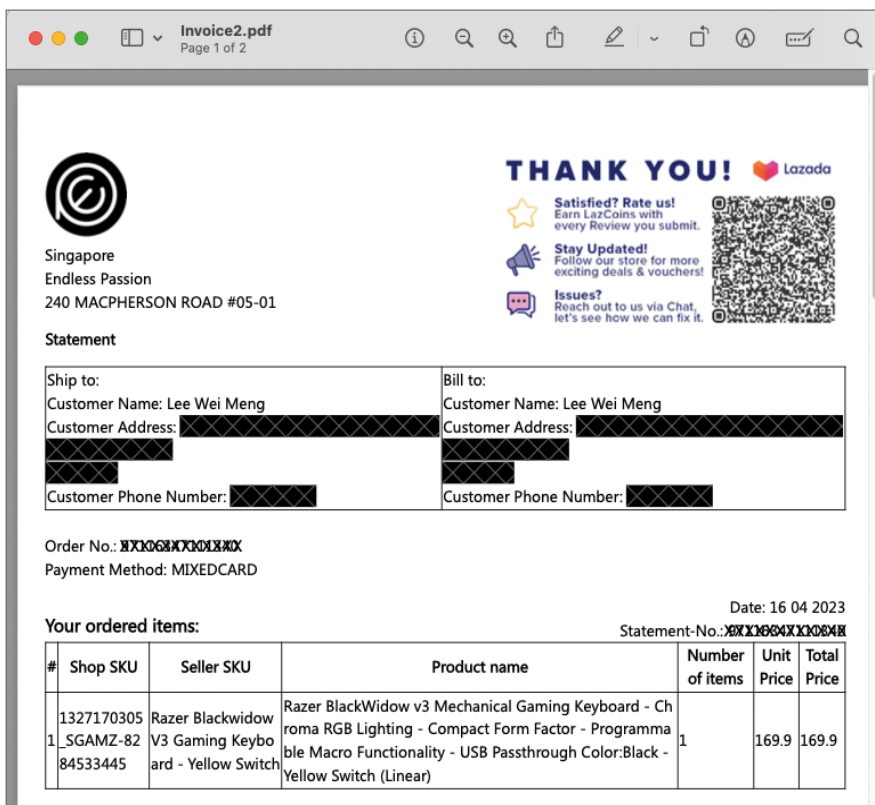 Invoice2.pdf
Page 1 of 2
THANK YOU!
Lazada
Satisfied? Rate us!
Earn LazCoins with
every Review you submit.
Stay Updated!
Follow our store for more
exciting deals & vouchers!
Issues?
Reach out to us via Chat,
let's see how we can fix it.
Singapore
Endless Passion
240 MACPHERSON ROAD #05-01
Statement
Ship to:
Customer Name: Lee Wei Meng
Customer Address:
Customer Phone Number:
Bill to:
Customer Name: Lee Wei Meng
Customer Address:
Customer Phone Number:
Order No.:
Payment Method: MIXEDCARD
Date: 16 04 2023
Your ordered items:
Statement-No.:
# Shop SKU Seller SKU Product name Number of items Unit Price Total Price
1 1327170305
_SGAMZ-82
84533445
Razer Blackwidow
V3 Gaming Keybo
ard - Yellow Switch
Razer BlackWidow v3 Mechanical Gaming Keyboard - Ch
roma RGB Lighting - Compact Form Factor - Programma
ble Macro Functionality - USB Passthrough Color:Black -
Yellow Switch (Linear)
1 169.9 169.9